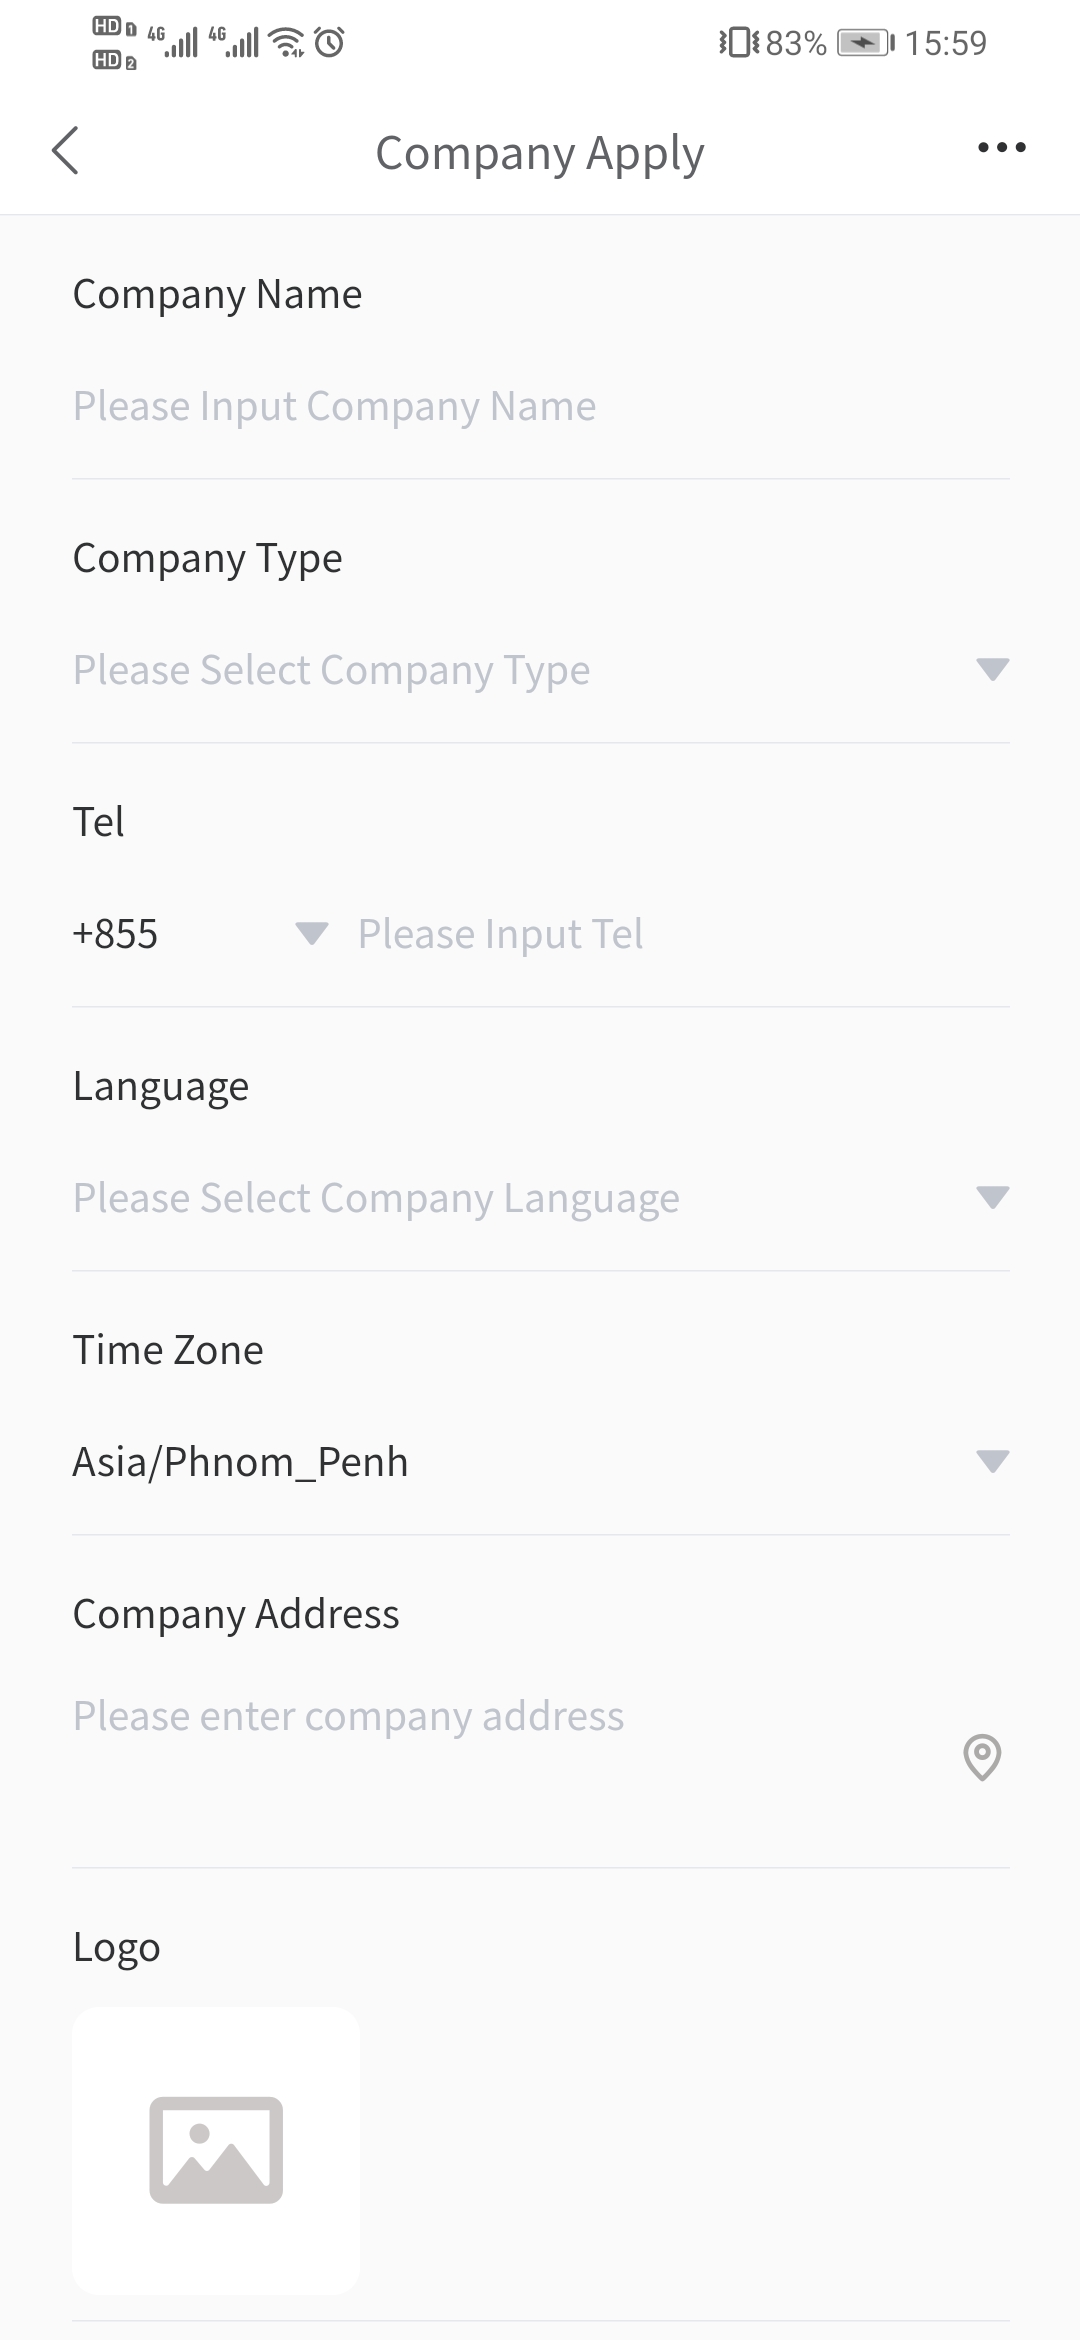 HD 1 4G 4G 83% 15:59
HD 2
Company Apply
Company Name
Please Input Company Name
Company Type
Please Select Company Type
Tel
+855 Please Input Tel
Language
Please Select Company Language
Time Zone
Asia/Phnom_Penh
Company Address
Please enter company address
Logo